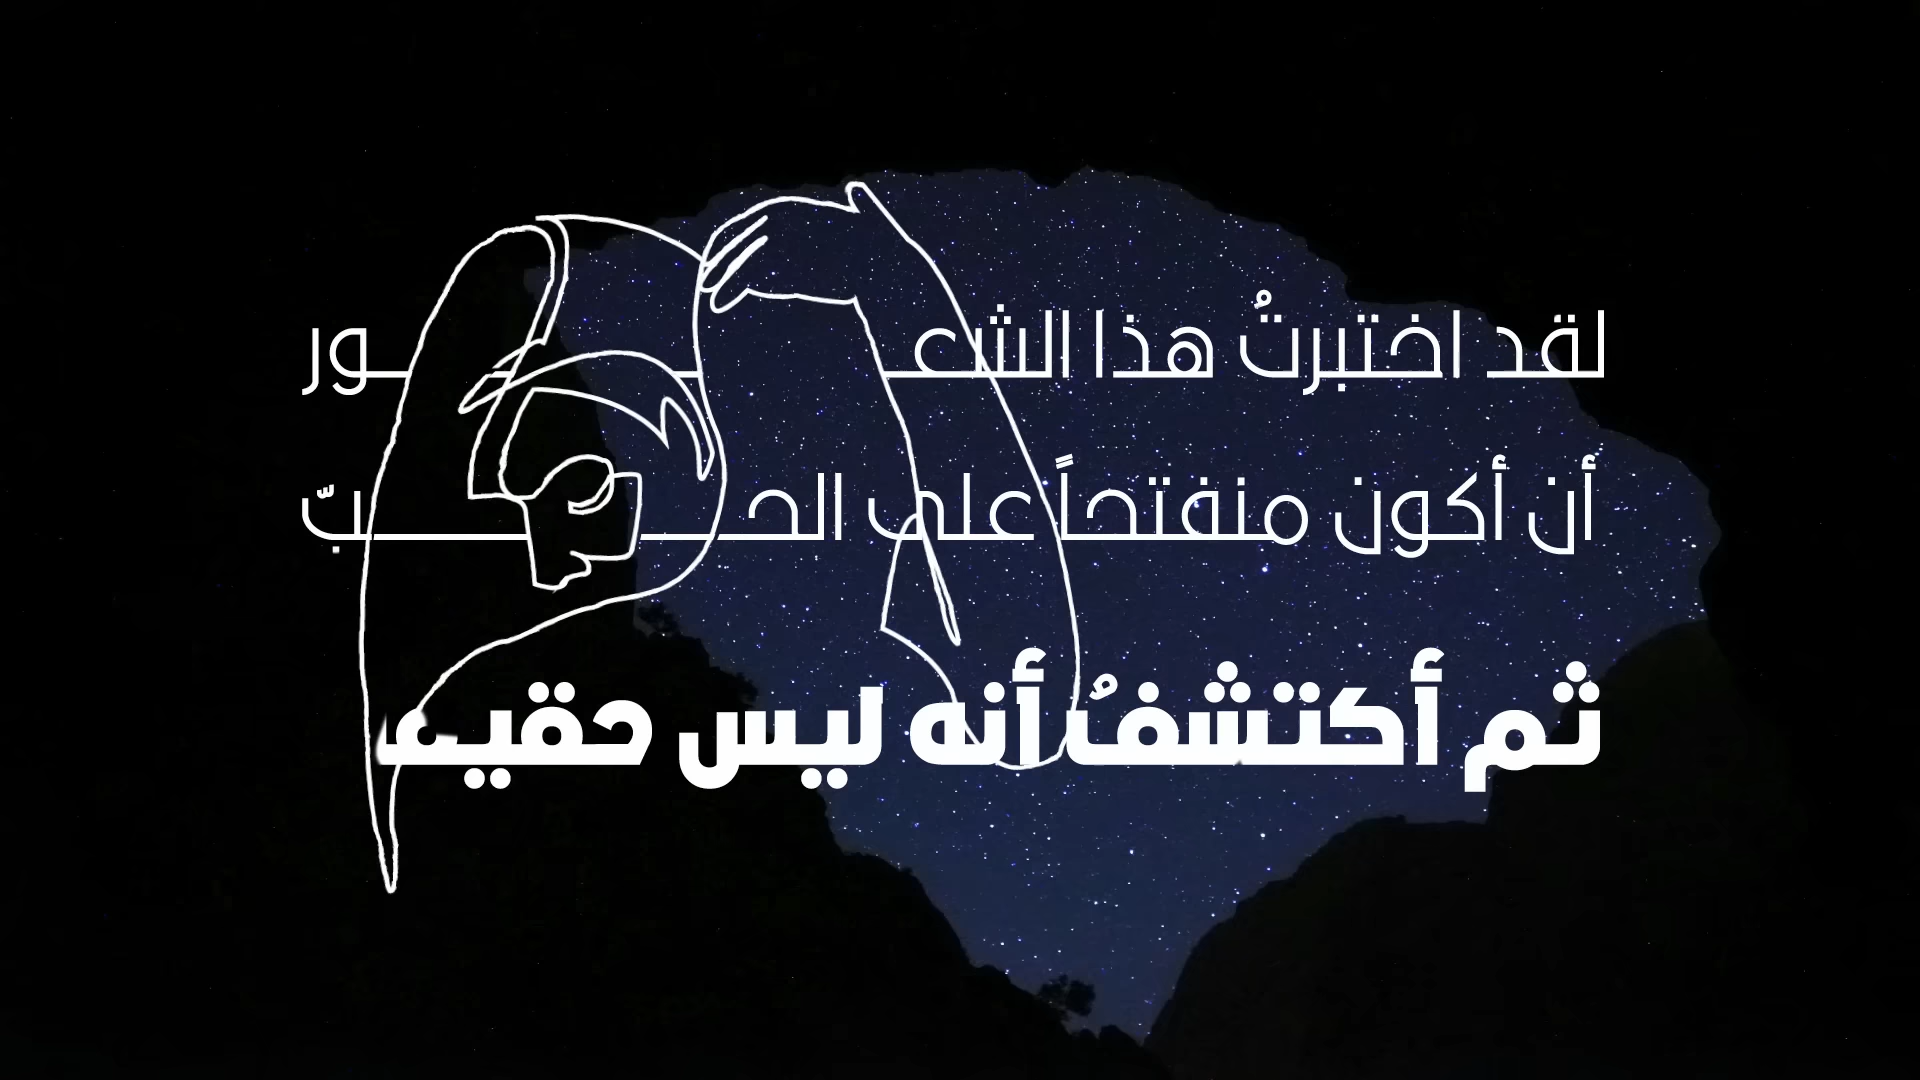 لقد اختبرتُ هذا الشعـــور
أن أكون منفتحاً على الحـــبّ
ثم أكتشفُ أنه ليس